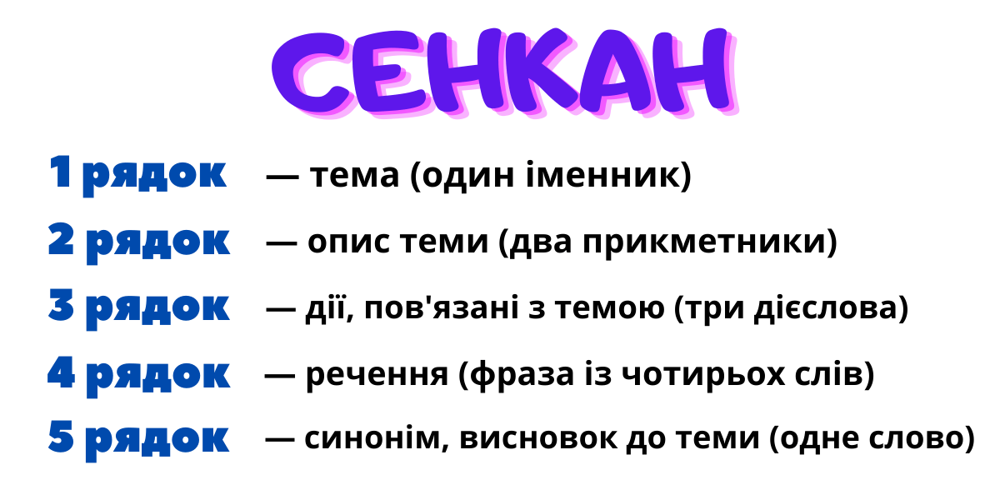 СЕНКАН
1 рядок — тема (один іменник)
2 рядок — опис теми (два прикметники)
3 рядок — дії, пов'язані з темою (три дієслова)
4 рядок — речення (фраза із чотирьох слів)
5 рядок — синонім, висновок до теми (одне слово)